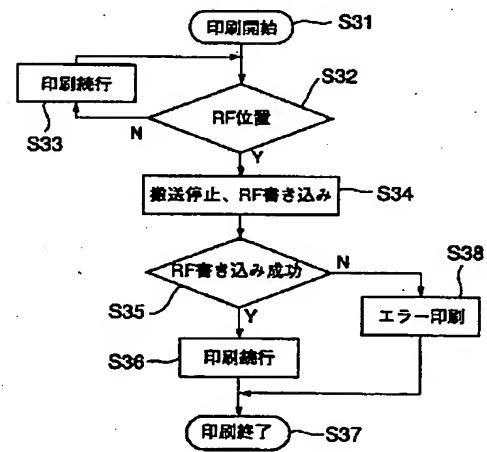 印刷開始
S31
印刷続行
S32
S33
N
RF位置
Y
搬送停止、RF書き込み
S34
RF書き込み成功
N
S38
S35
Y
エラー印刷
S36
印刷続行
印刷終了
S37